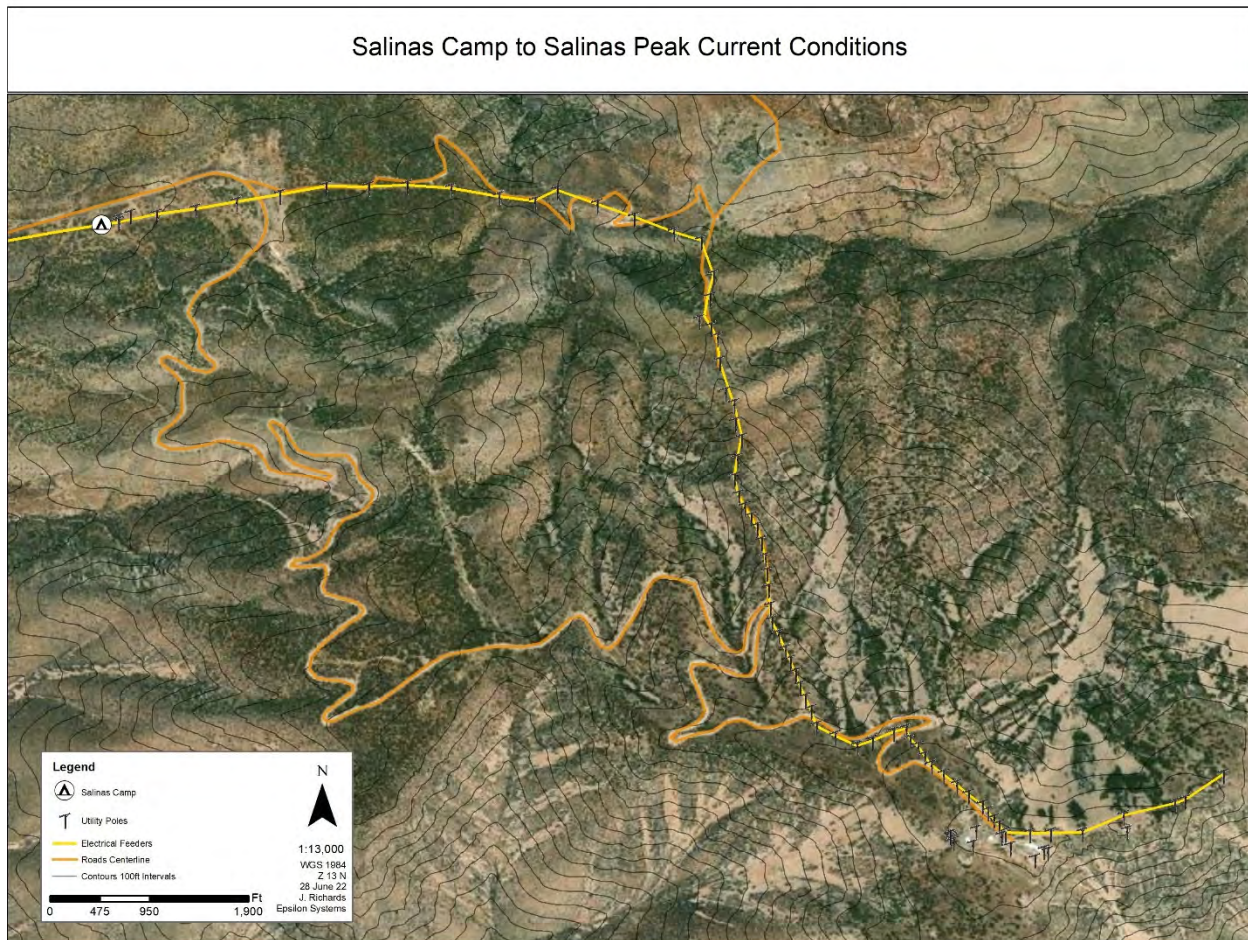 Salinas Camp to Salinas Peak Current Conditions
Legend
Salinas Camp
Utility Poles
Electrical Feeders
Roads Centerline
Contours 100ft Intervals
N
1:13,000
WGS 1984
Z 13 N
28 June 22
J. Richards
Epsilon Systems
Ft
0 475 950 1,900